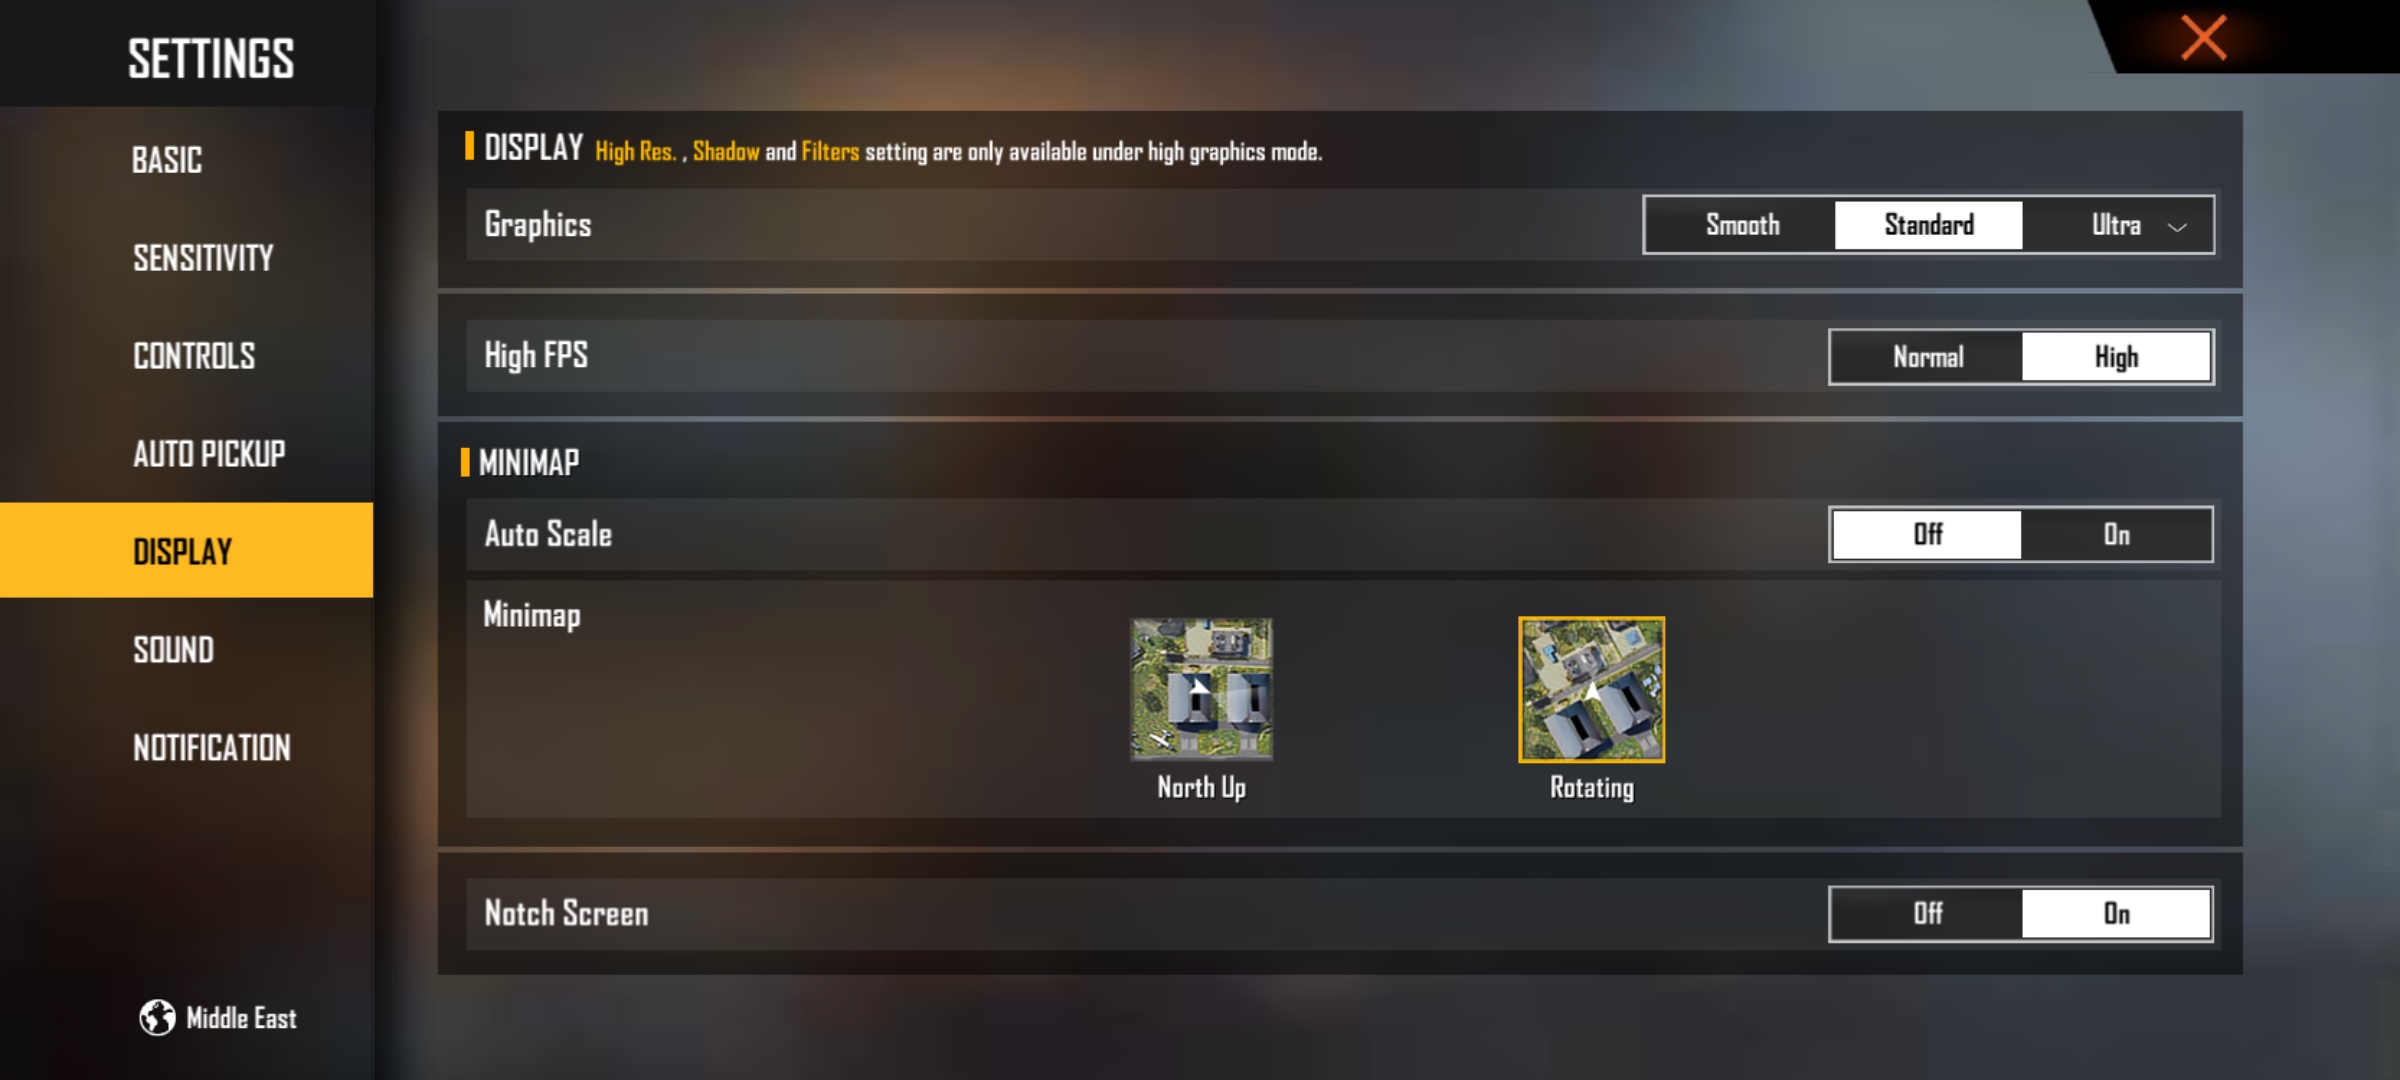 SETTINGS
BASIC
SENSITIVITY
CONTROLS
AUTO PICKUP
DISPLAY
SOUND
NOTIFICATION
Middle East
DISPLAY High Res. , Shadow and Filters setting are only available under high graphics mode.
Graphics Smooth Standard Ultra
High FPS Normal High
MINIMAP
Auto Scale Off On
Minimap
North Up Rotating
Notch Screen Off On